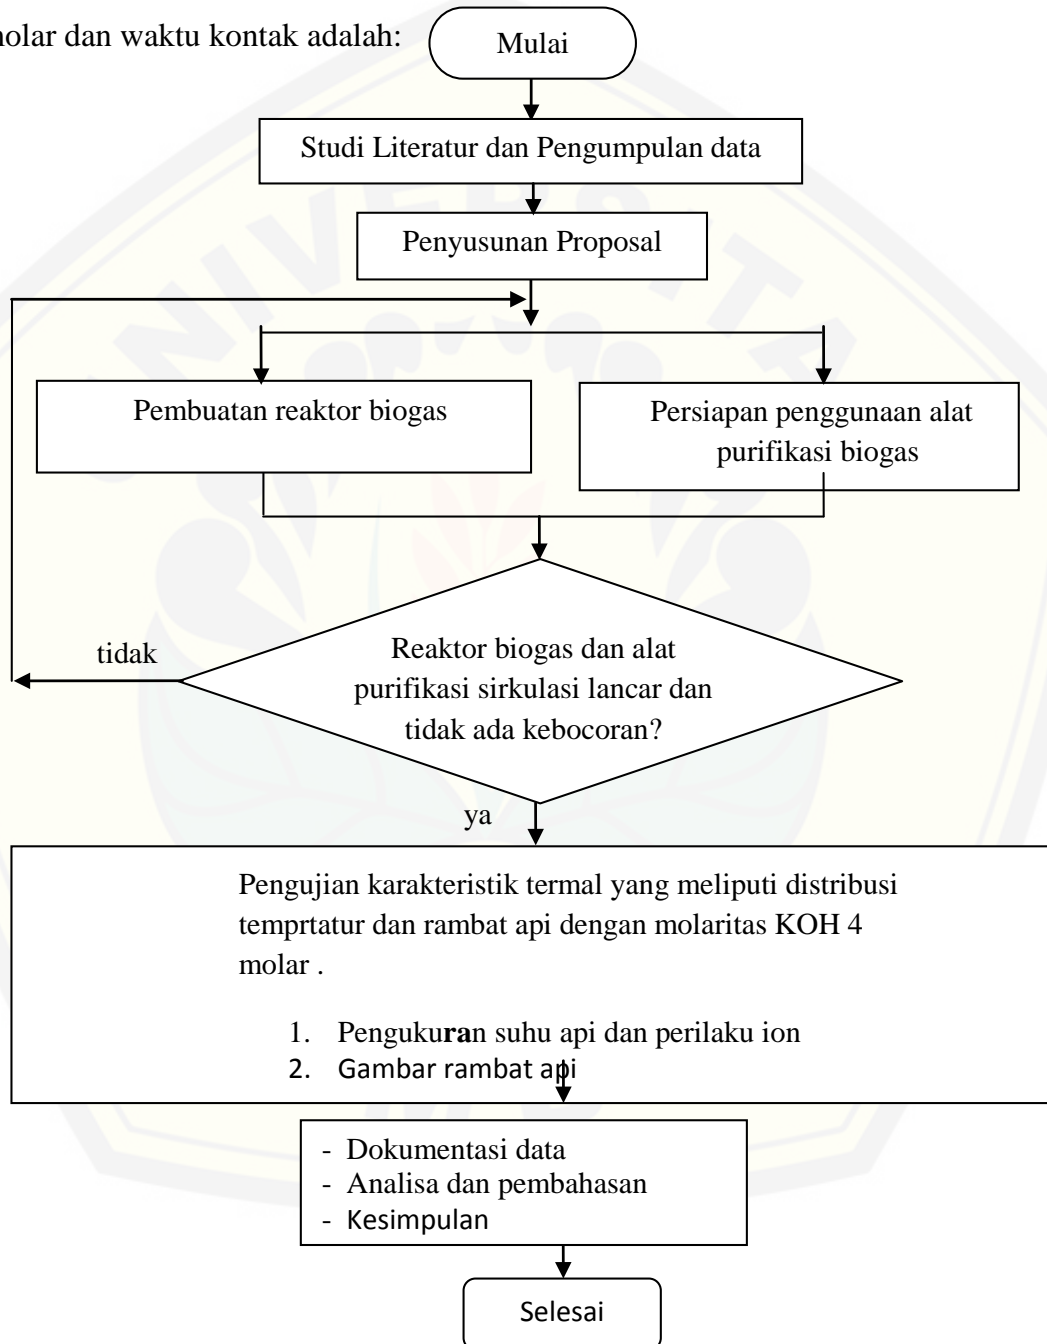 molar dan waktu kontak adalah:
Mulai
Studi Literatur dan Pengumpulan data
Penyusunan Proposal
Pembuatan reaktor biogas
Persiapan penggunaan alat
purifikasi biogas
Reaktor biogas dan alat
purifikasi sirkulasi lancar dan
tidak ada kebocoran?
tidak
ya
Pengujian karakteristik termal yang meliputi distribusi
temprtatur dan rambat api dengan molaritas KOH 4
molar .
1. Pengukuran suhu api dan perilaku ion
2. Gambar rambat api
- Dokumentasi data
- Analisa dan pembahasan
- Kesimpulan
Selesai